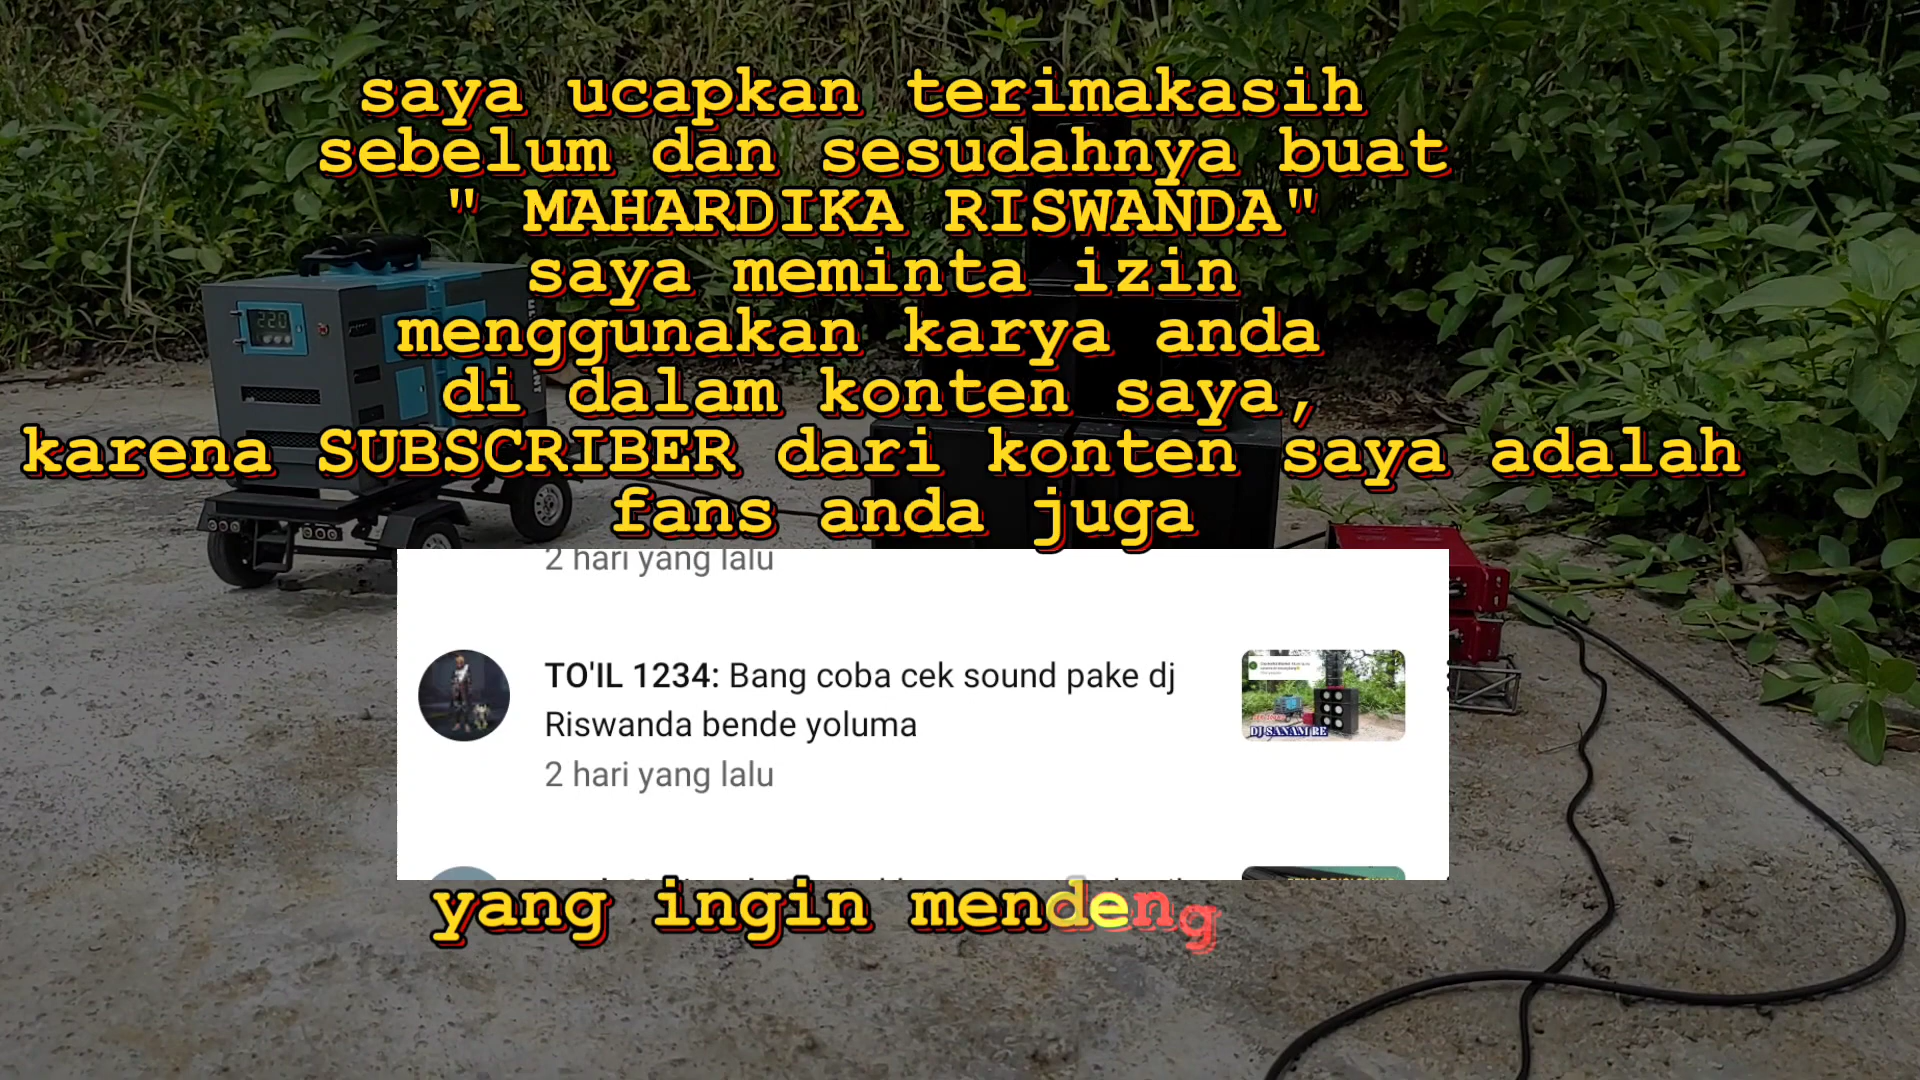 saya ucapkan terimakasih
sebelum dan sesudahnya buat
" MAHARDIKA RISWANDA"
saya meminta izin
menggunakan karya anda
di dalam konten saya,
karena SUBSCRIBER dari konten saya adalah
fans anda juga
220
2 hari yang lalu
TO'IL 1234: Bang coba cek sound pake dj
Riswanda bende yoluma
2 hari yang lalu
DJ SANAM RE
yang ingin mendeng